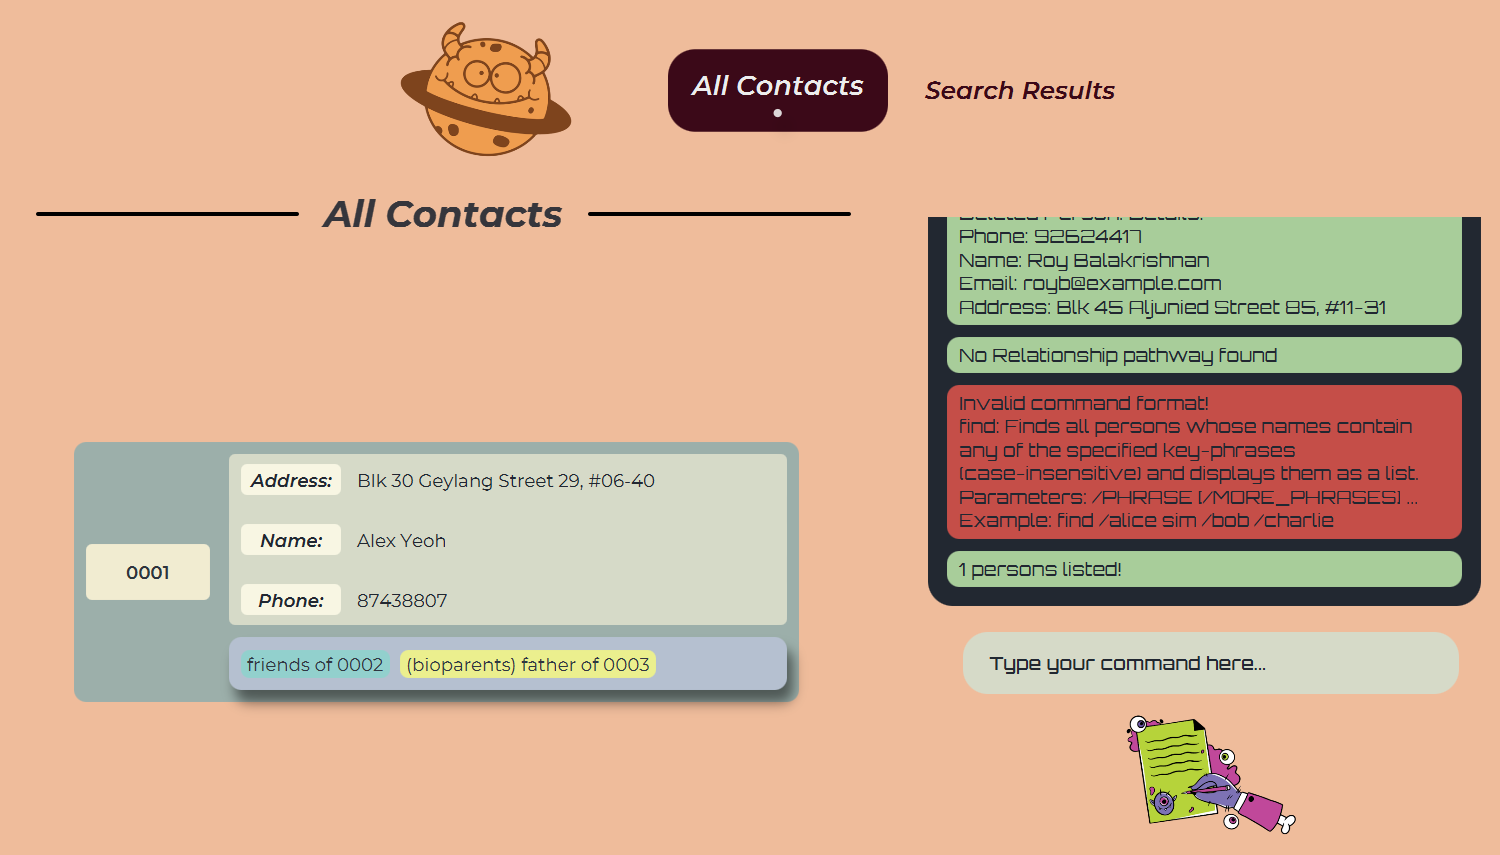 All Contacts
Search Results
All Contacts
Address: Blk 30 Geylang Street 29, #06-40
0001
Name: Alex Yeoh
Phone: 87438807
friends of 0002 (bioparents) father of 0003
Deleted Person: Details:
Phone: 92624417
Name: Roy Balakrishnan
Email: royb@example.com
Address: Blk 45 Aljunied Street 85, #11-31
No Relationship pathway found
Invalid command format!
find: Finds all persons whose names contain
any of the specified key-phrases
(case-insensitive) and displays them as a list.
Parameters: /PHRASE [/MORE_PHRASES] ...
Example: find /alice sim /bob /charlie
1 persons listed!
Type your command here...